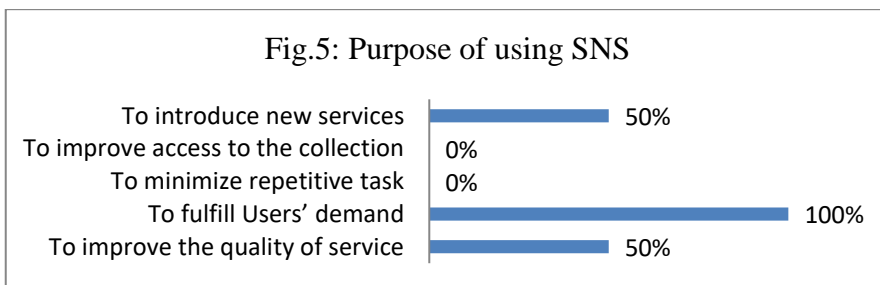 Fig.5: Purpose of using SNS
To introduce new services 50%
To improve access to the collection 0%
To minimize repetitive task 0%
To fulfill Users’ demand 100%
To improve the quality of service 50%